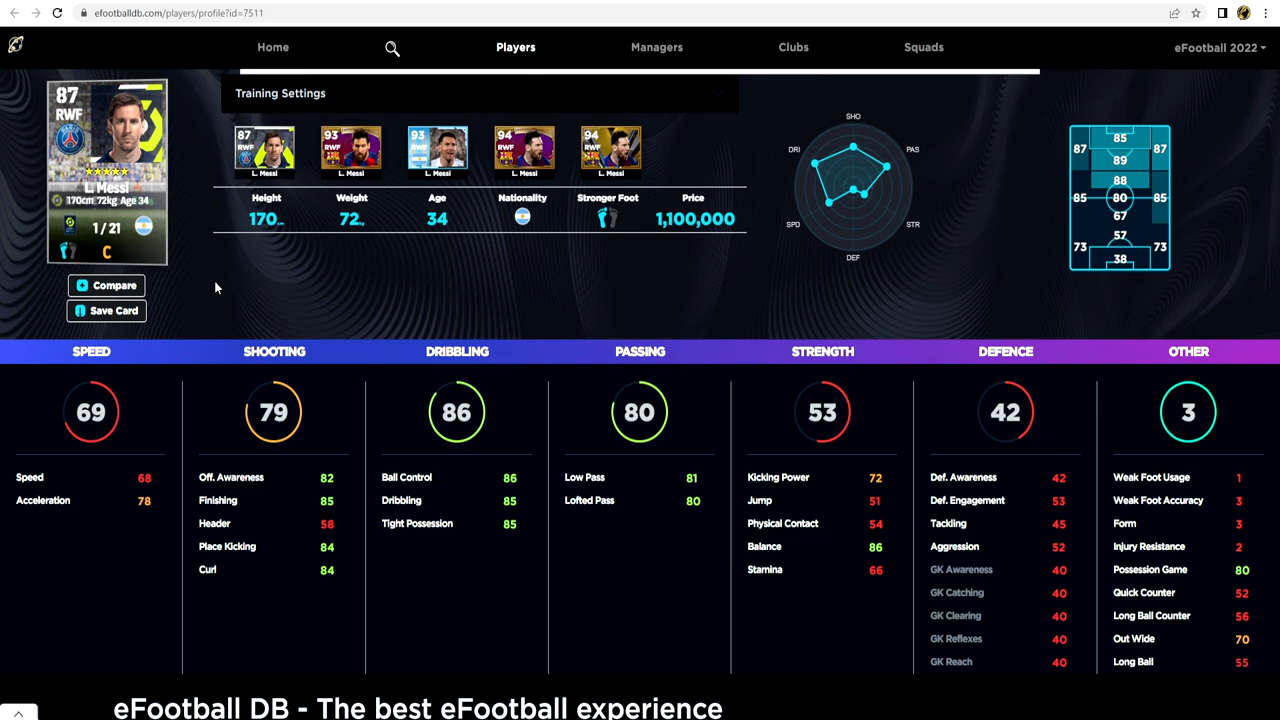 efootballdb.com/players/profile?id=7511
Home Players Managers Clubs Squads eFootball 2022
87
RWF
L. Messi
170cm 72kg Age 34
1 / 21
C
Compare
Save Card
Training Settings
87 93 93 94 94
L. Messi L. Messi L. Messi L. Messi L. Messi
Height Weight Age Nationality Stronger Foot Price
170cm 72kg 34 1,100,000
SHO
DRI PAS
SPD STR
DEF
85
87 87
89
88
85 80 85
67
57
73 73
38
SPEED SHOOTING DRIBBLING PASSING STRENGTH DEFENCE OTHER
69 79 86 80 53 42 3
Speed 68
Acceleration 78
Off. Awareness 82
Finishing 85
Header 58
Place Kicking 84
Curl 84
Ball Control 86
Dribbling 85
Tight Possession 85
Low Pass 81
Lofted Pass 80
Kicking Power 72
Jump 51
Physical Contact 54
Balance 86
Stamina 66
Def. Awareness 42
Def. Engagement 53
Tackling 45
Aggression 52
GK Awareness 40
GK Catching 40
GK Clearing 40
GK Reflexes 40
GK Reach 40
Weak Foot Usage 1
Weak Foot Accuracy 3
Form 3
Injury Resistance 2
Possession Game 80
Quick Counter 52
Long Ball Counter 56
Out Wide 70
Long Ball 55
eFootball DB - The best eFootball experience